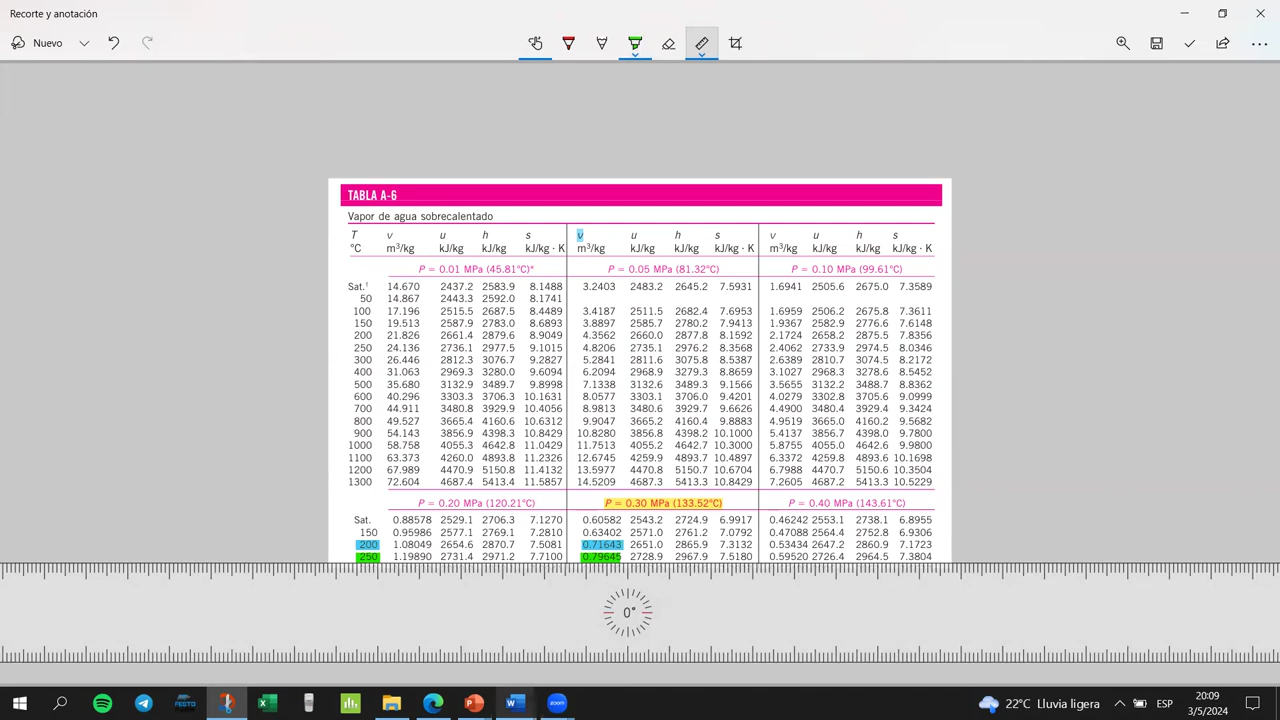 Recorte y anotación
Nuevo
TABLA A-6
Vapor de agua sobrecalentado
T v u h s v u h s v u h s
°C m³/kg kJ/kg kJ/kg kJ/kg · K m³/kg kJ/kg kJ/kg kJ/kg · K m³/kg kJ/kg kJ/kg kJ/kg · K
P = 0.01 MPa (45.81°C)* P = 0.05 MPa (81.32°C) P = 0.10 MPa (99.61°C)
Sat.† 14.670 2437.2 2583.9 8.1488 3.2403 2483.2 2645.2 7.5931 1.6941 2505.6 2675.0 7.3589
50 14.867 2443.3 2592.0 8.1741
100 17.196 2515.5 2687.5 8.4489 3.4187 2511.5 2682.4 7.6953 1.6959 2506.2 2675.8 7.3611
150 19.513 2587.9 2783.0 8.6893 3.8897 2585.7 2780.2 7.9413 1.9367 2582.9 2776.6 7.6148
200 21.826 2661.4 2879.6 8.9049 4.3562 2660.0 2877.8 8.1592 2.1724 2658.2 2875.5 7.8356
250 24.136 2736.1 2977.5 9.1015 4.8206 2735.1 2976.2 8.3568 2.4062 2733.9 2974.5 8.0346
300 26.446 2812.3 3076.7 9.2827 5.2841 2811.6 3075.8 8.5387 2.6389 2810.7 3074.5 8.2172
400 31.063 2969.3 3280.0 9.6094 6.2094 2968.9 3279.3 8.8659 3.1027 2968.3 3278.6 8.5452
500 35.680 3132.9 3489.7 9.8998 7.1338 3132.6 3489.3 9.1566 3.5655 3132.2 3488.7 8.8362
600 40.296 3303.3 3706.3 10.1631 8.0577 3303.1 3706.0 9.4201 4.0279 3302.8 3705.6 9.0999
700 44.911 3480.8 3929.9 10.4056 8.9813 3480.6 3929.7 9.6626 4.4900 3480.4 3929.4 9.3424
800 49.527 3665.4 4160.6 10.6312 9.9047 3665.2 4160.4 9.8883 4.9519 3665.0 4160.2 9.5682
900 54.143 3856.9 4398.3 10.8429 10.8280 3856.8 4398.2 10.1000 5.4137 3856.7 4398.0 9.7800
1000 58.758 4055.3 4642.8 11.0429 11.7513 4055.2 4642.7 10.3000 5.8755 4055.0 4642.6 9.9800
1100 63.373 4260.0 4893.8 11.2326 12.6745 4259.9 4893.7 10.4897 6.3372 4259.8 4893.6 10.1698
1200 67.989 4470.9 5150.8 11.4132 13.5977 4470.8 5150.7 10.6704 6.7988 4470.7 5150.6 10.3504
1300 72.604 4687.4 5413.4 11.5857 14.5209 4687.3 5413.4 10.8429 7.2605 4687.2 5413.3 10.5229
P = 0.20 MPa (120.21°C) P = 0.30 MPa (133.52°C) P = 0.40 MPa (143.61°C)
Sat. 0.88578 2529.1 2706.3 7.1270 0.60582 2543.2 2724.9 6.9917 0.46242 2553.1 2738.1 6.8955
150 0.95986 2577.1 2769.1 7.2810 0.63402 2571.0 2761.2 7.0792 0.47088 2564.4 2752.8 6.9306
200 1.08049 2654.6 2870.7 7.5081 0.71643 2651.0 2865.9 7.3132 0.53434 2647.2 2860.9 7.1723
250 1.19890 2731.4 2971.2 7.7100 0.79645 2728.9 2967.9 7.5180 0.59520 2726.4 2964.5 7.3804
0°
FESTO
zoom
22°C Lluvia ligera
ESP
20:09
3/5/2024